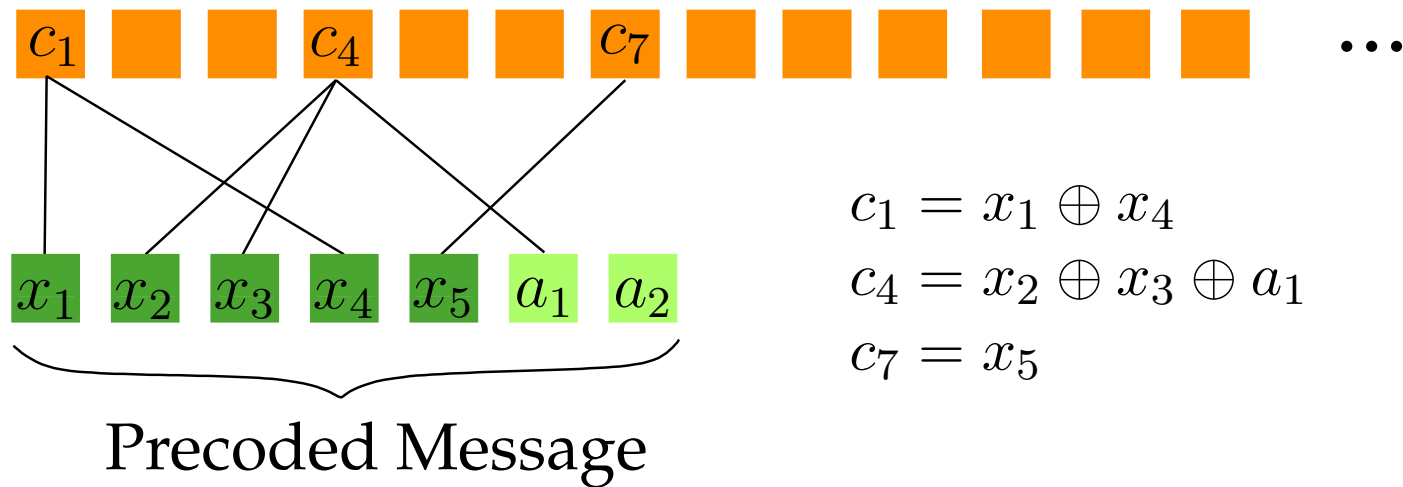 c₁ c₄ c₇ ...
x₁ x₂ x₃ x₄ x₅ a₁ a₂
c₁ = x₁ ⊕ x₄
c₄ = x₂ ⊕ x₃ ⊕ a₁
c₇ = x₅
Precoded Message